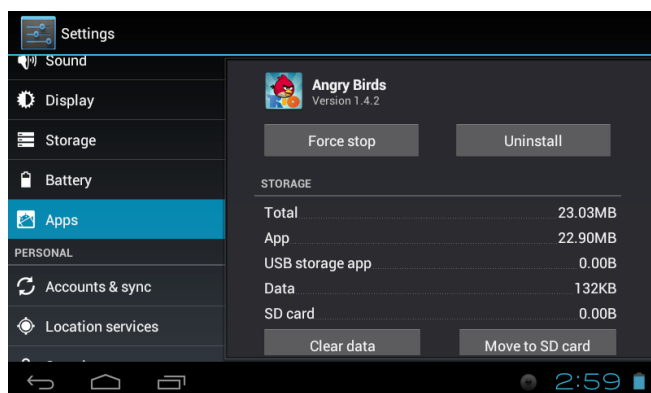 Settings
Sound
Display
Storage
Battery
Apps
PERSONAL
Accounts & sync
Location services
Angry Birds
Version 1.4.2
Force stop Uninstall
STORAGE
Total 23.03MB
App 22.90MB
USB storage app 0.00B
Data 132KB
SD card 0.00B
Clear data Move to SD card
2:59